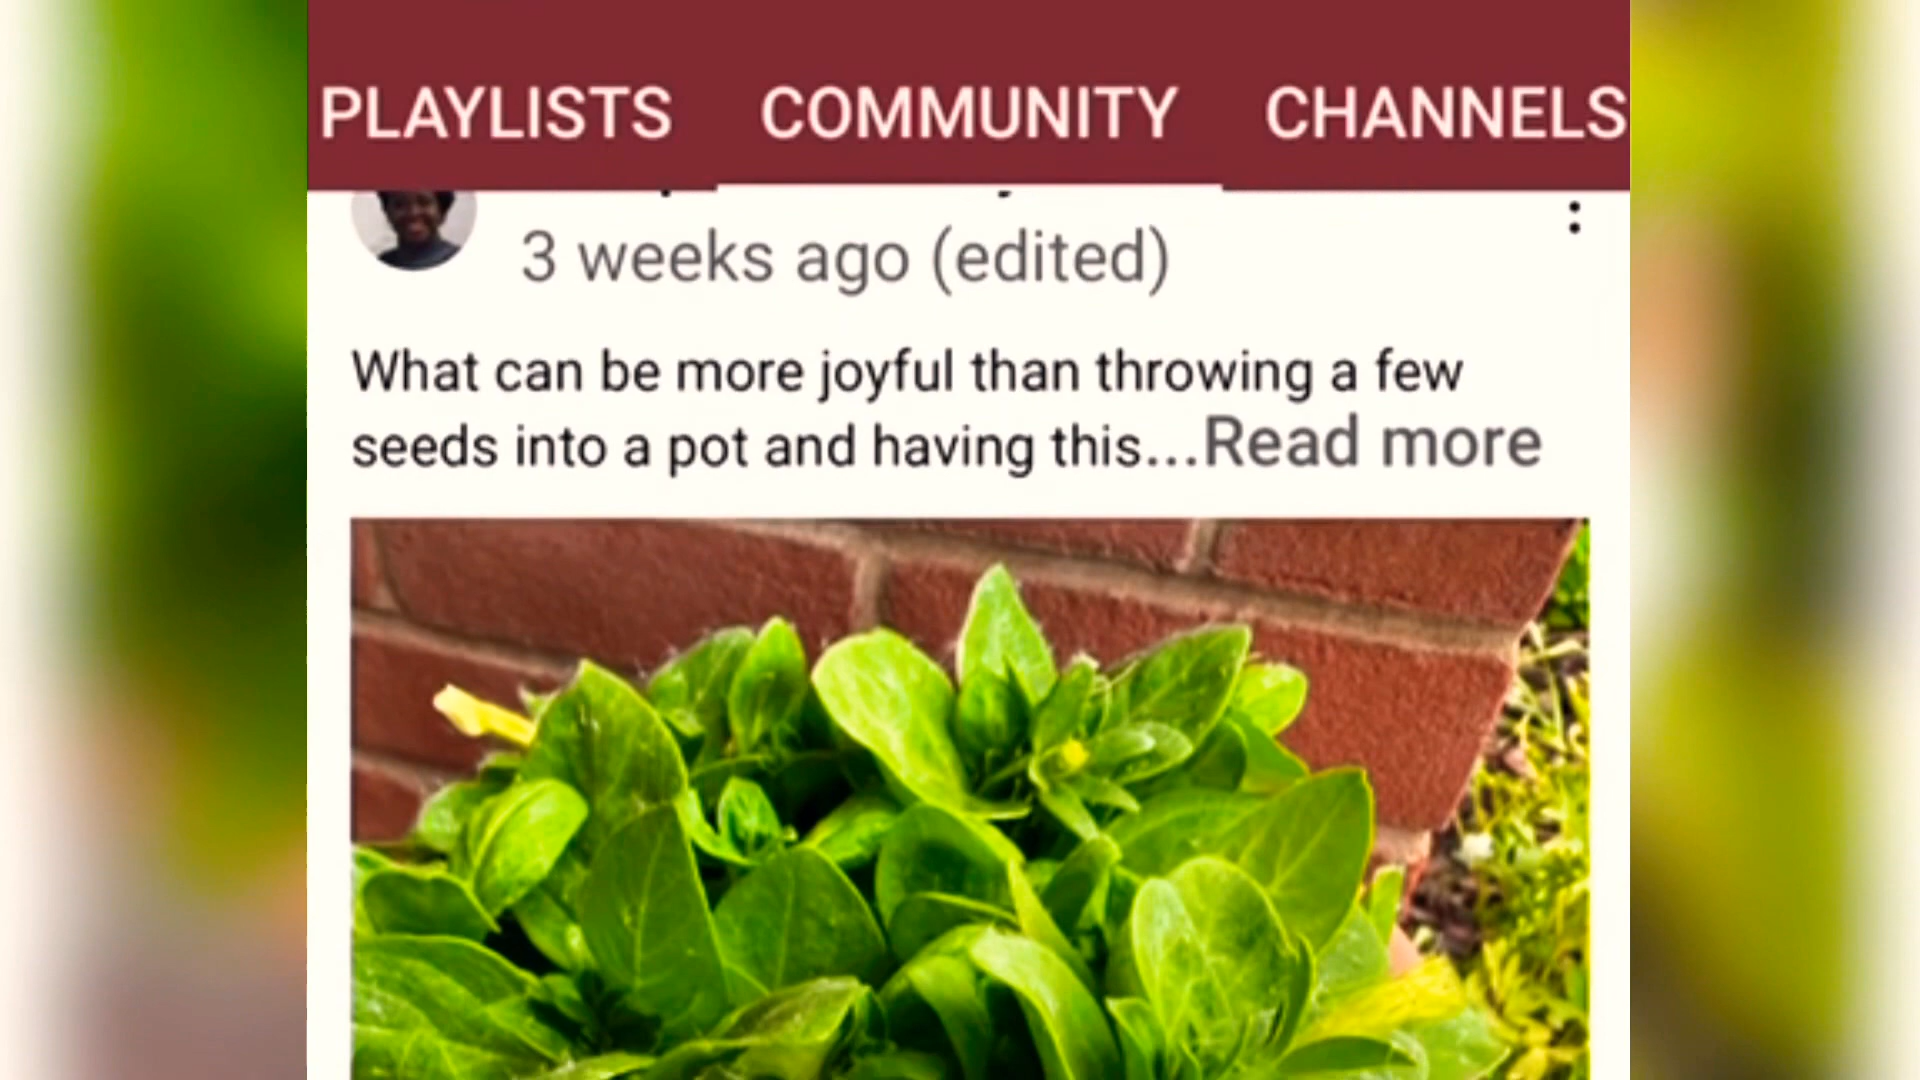 PLAYLISTS COMMUNITY CHANNELS
3 weeks ago (edited)
What can be more joyful than throwing a few
seeds into a pot and having this...Read more